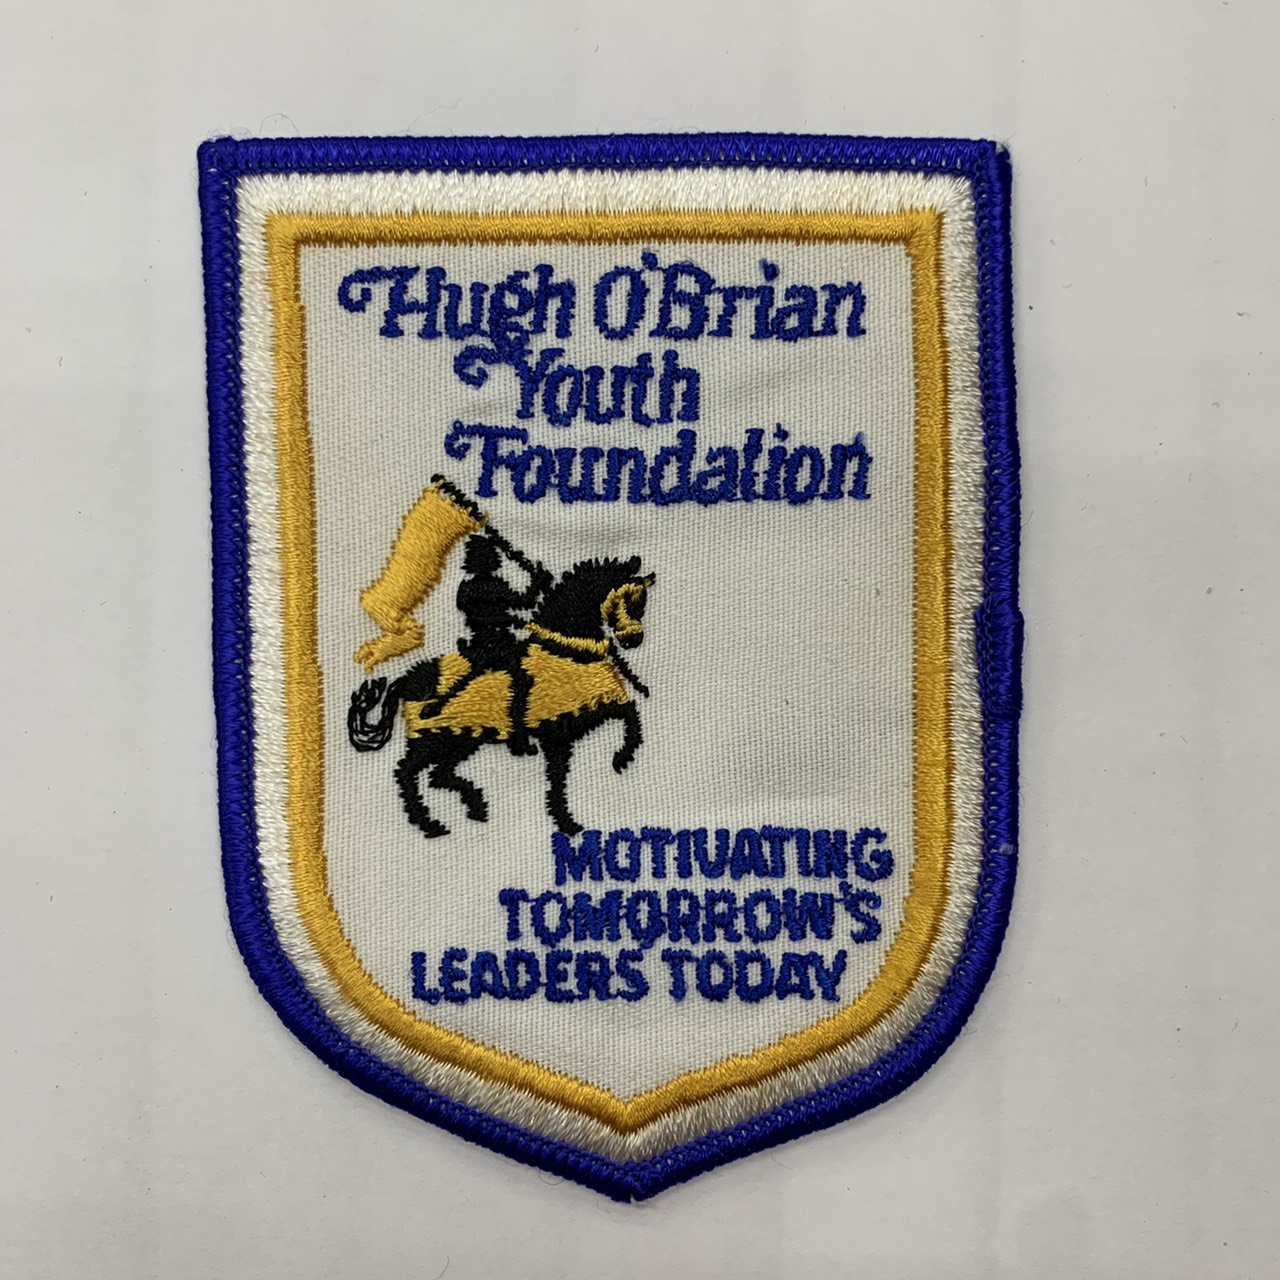 Hugh O'Brian
Youth
Foundation
MOTIVATING
TOMORROW'S
LEADERS TODAY